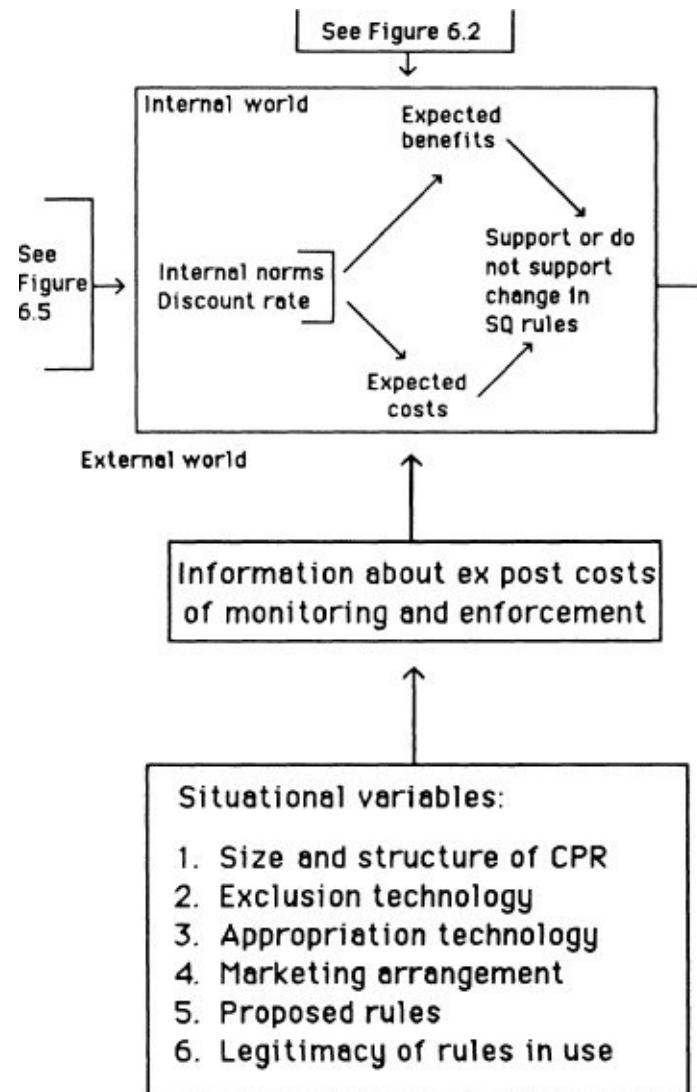 See Figure 6.2
Internal world
Expected
benefits
See
Figure
6.5
Internal norms
Discount rate
Support or do
not support
change in
SQ rules
Expected
costs
External world
Information about ex post costs
of monitoring and enforcement
Situational variables:
1. Size and structure of CPR
2. Exclusion technology
3. Appropriation technology
4. Marketing arrangement
5. Proposed rules
6. Legitimacy of rules in use